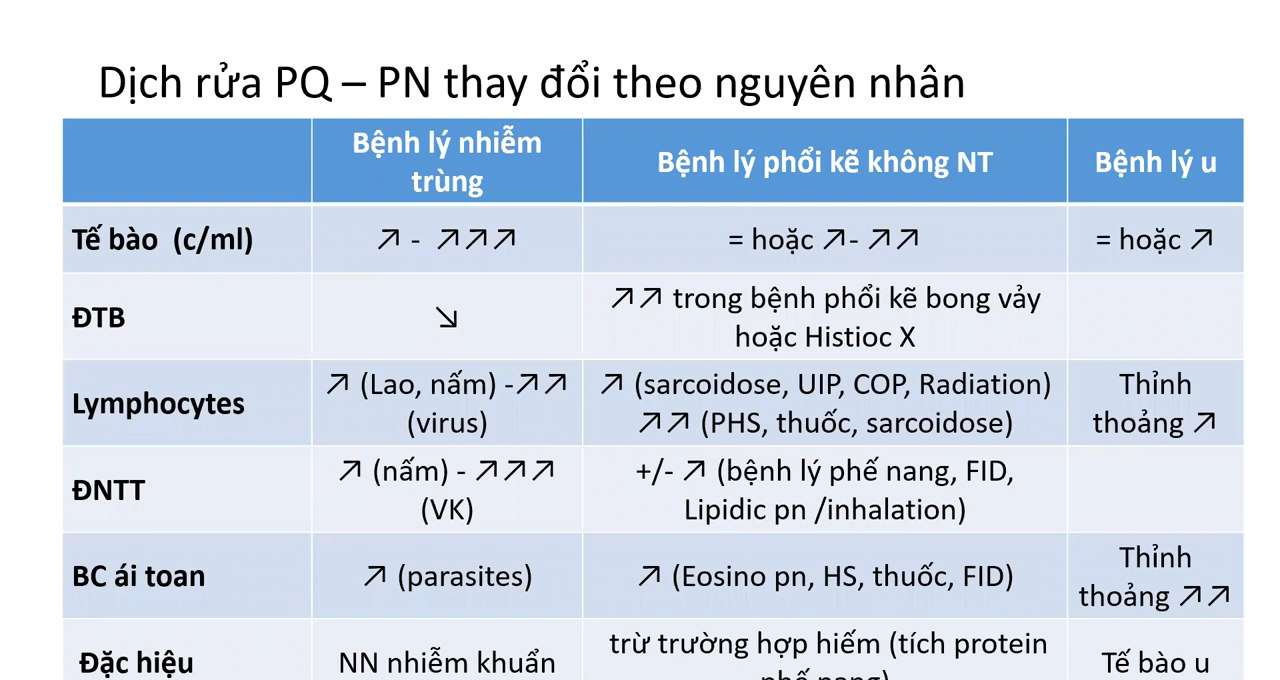 Dịch rửa PQ – PN thay đổi theo nguyên nhân
Bệnh lý nhiễm
trùng
Bệnh lý phổi kẽ không NT
Bệnh lý u
Tế bào (c/ml)
↗ - ↗↗↗
= hoặc ↗- ↗↗
= hoặc ↗
ĐTB
↘
↗↗ trong bệnh phổi kẽ bong vảy
hoặc Histioc X
Lymphocytes
↗ (Lao, nấm) -↗↗
(virus)
↗ (sarcoidose, UIP, COP, Radiation)
↗↗ (PHS, thuốc, sarcoidose)
Thỉnh
thoảng ↗
ĐNTT
↗ (nấm) - ↗↗↗
(VK)
+/- ↗ (bệnh lý phế nang, FID,
Lipidic pn /inhalation)
BC ái toan
↗ (parasites)
↗ (Eosino pn, HS, thuốc, FID)
Thỉnh
thoảng ↗↗
Đặc hiệu
NN nhiễm khuẩn
trừ trường hợp hiếm (tích protein
phế nang)
Tế bào u